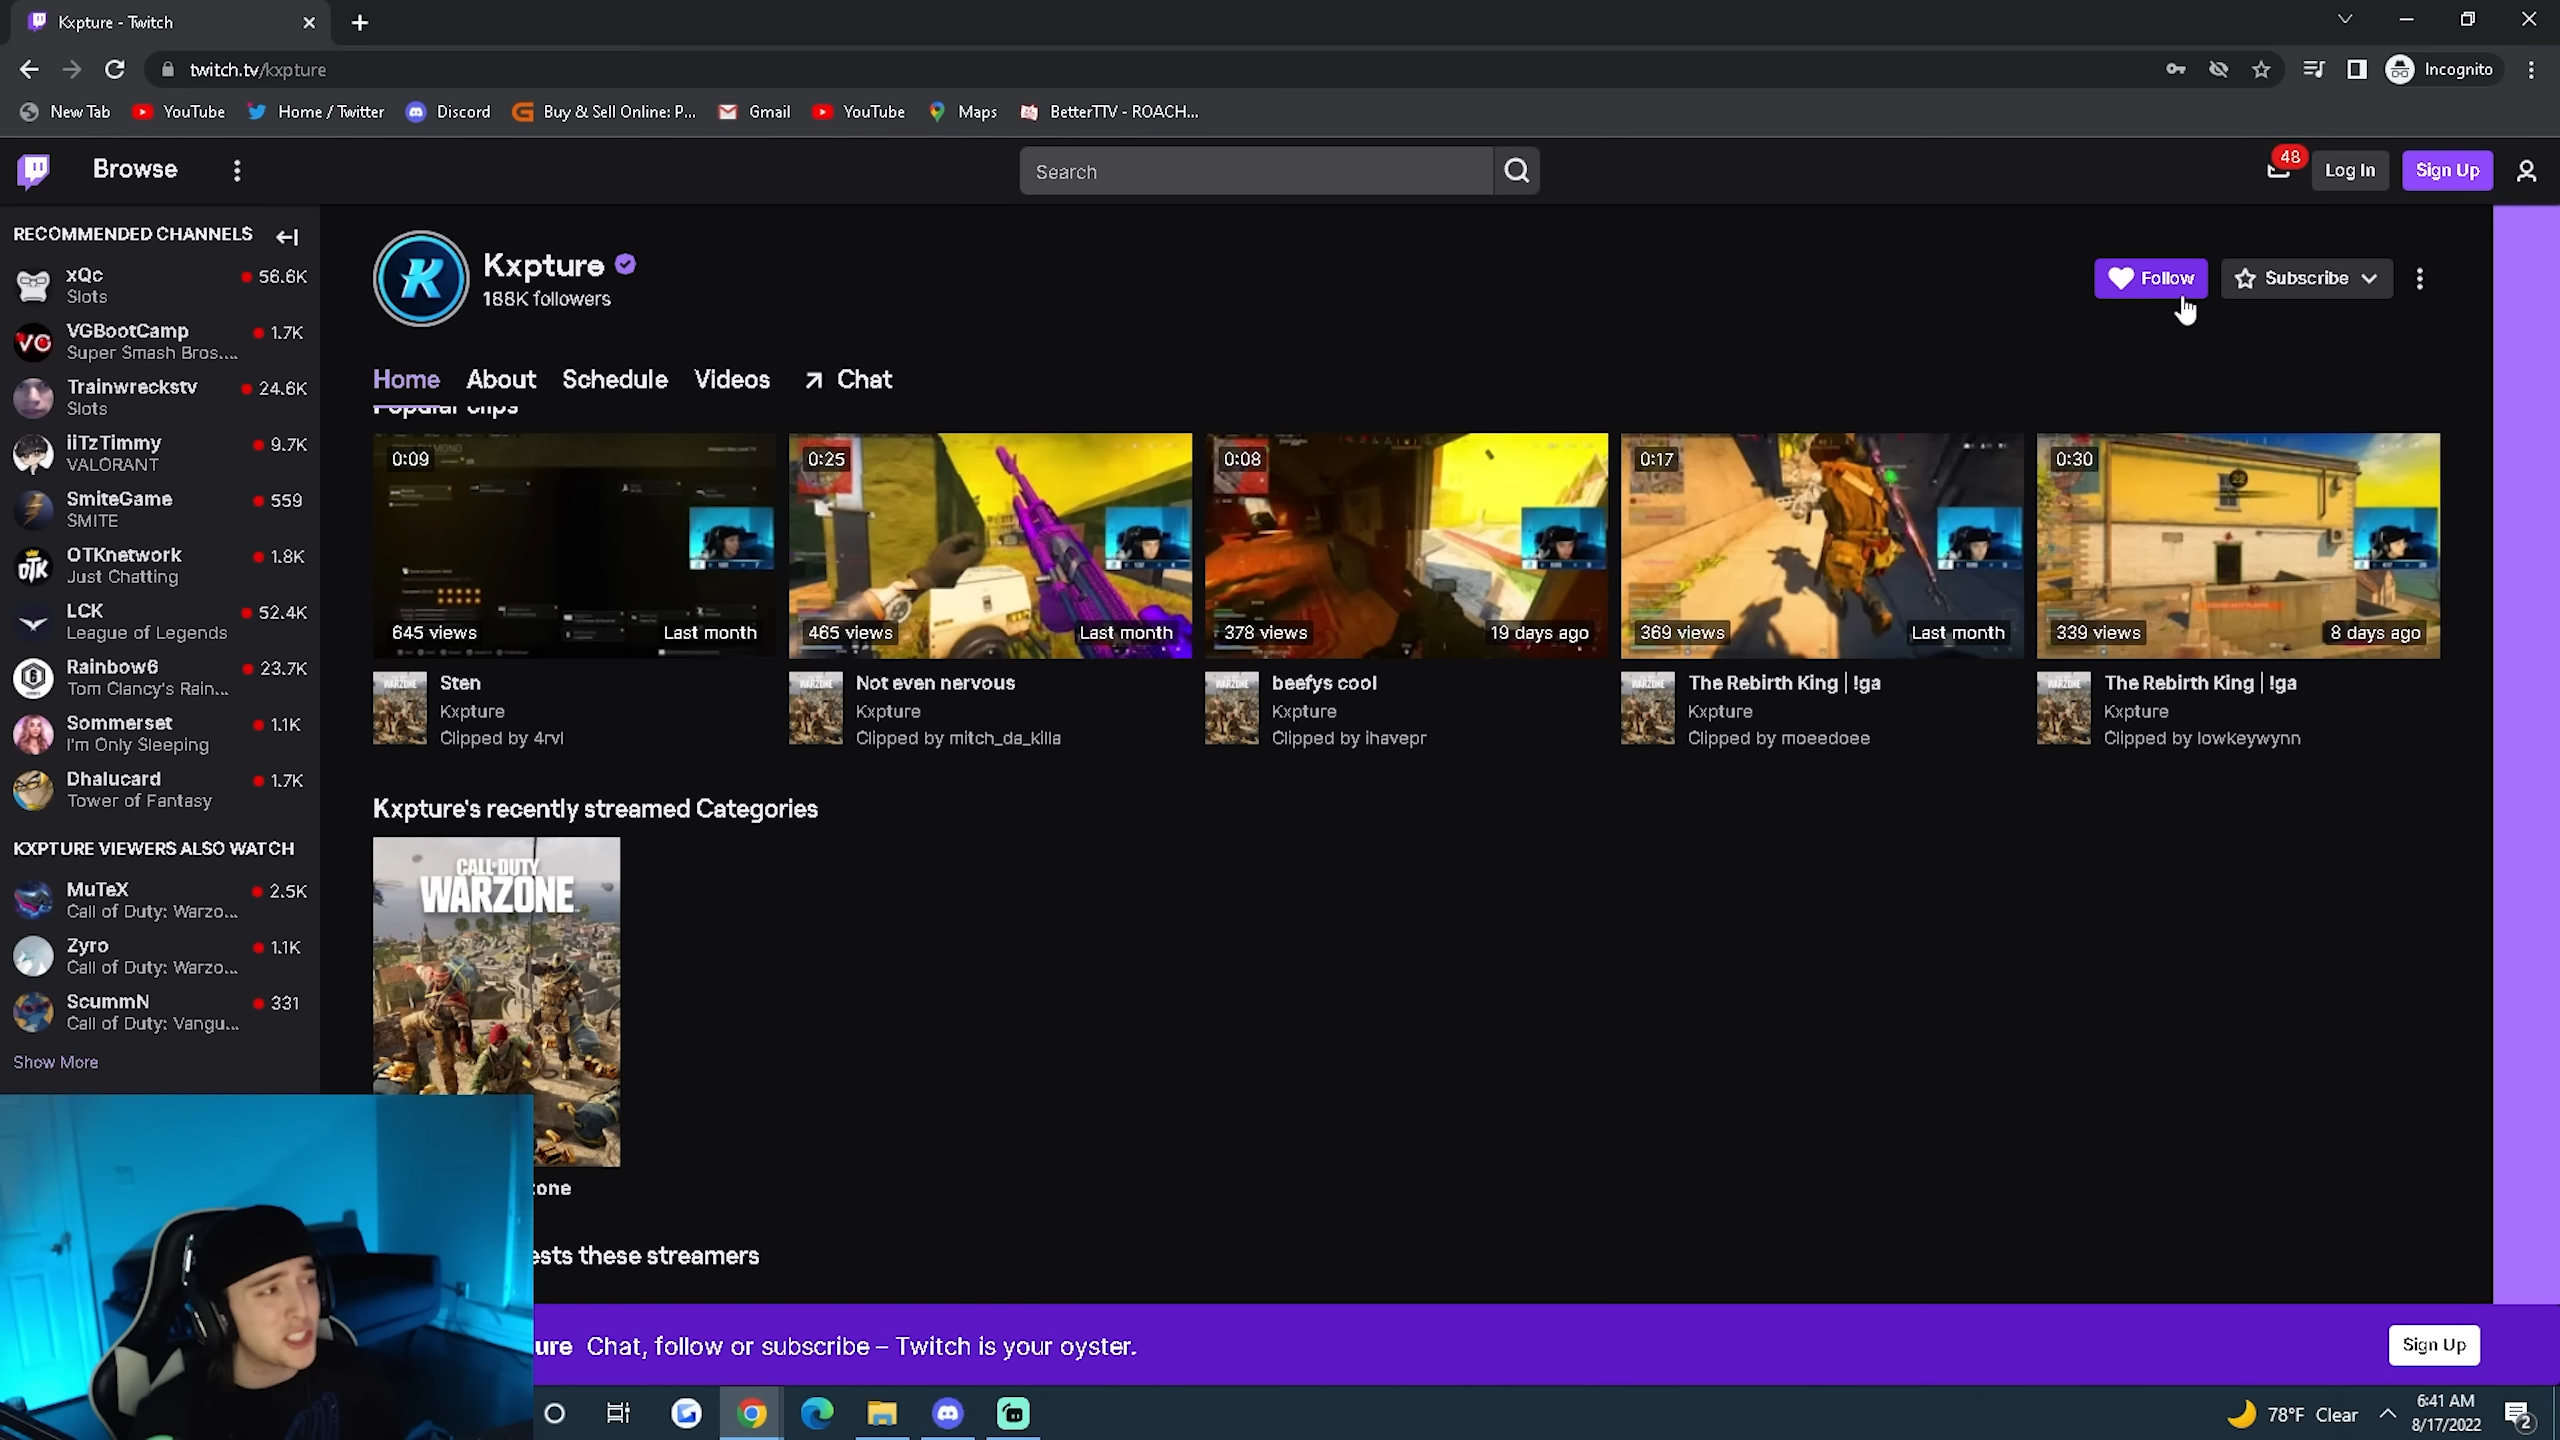 Kxpture - Twitch
twitch.tv/kxpture
Incognito
New Tab
YouTube
Home / Twitter
Discord
Buy & Sell Online: P...
Gmail
YouTube
Maps
BetterTTV - ROACH...
Browse
Search
48
Log In
Sign Up
RECOMMENDED CHANNELS
xQc 56.6K
Slots
VGBootCamp 1.7K
Super Smash Bros....
Trainwreckstv 24.6K
Slots
iiTzTimmy 9.7K
VALORANT
SmiteGame 559
SMITE
OTKnetwork 1.8K
Just Chatting
LCK 52.4K
League of Legends
Rainbow6 23.7K
Tom Clancy's Rain...
Sommerset 1.1K
I'm Only Sleeping
Dhalucard 1.7K
Tower of Fantasy
KXPTURE VIEWERS ALSO WATCH
MuTeX 2.5K
Call of Duty: Warzo...
Zyro 1.1K
Call of Duty: Warzo...
ScummN 331
Call of Duty: Vangu...
Show More
Kxpture
188K followers
Follow
Subscribe
Home
About
Schedule
Videos
Chat
Popular clips
0:09
645 views
Last month
Sten
Kxpture
Clipped by 4rvl
0:25
465 views
Last month
Not even nervous
Kxpture
Clipped by mitch_da_killa
0:08
378 views
19 days ago
beefys cool
Kxpture
Clipped by ihavepr
0:17
369 views
Last month
The Rebirth King | !ga
Kxpture
Clipped by moeedoee
0:30
339 views
8 days ago
The Rebirth King | !ga
Kxpture
Clipped by lowkeywynn
Kxpture's recently streamed Categories
CALL OF DUTY
WARZONE
zone
ests these streamers
ure Chat, follow or subscribe – Twitch is your oyster.
Sign Up
78°F Clear
6:41 AM
8/17/2022
2